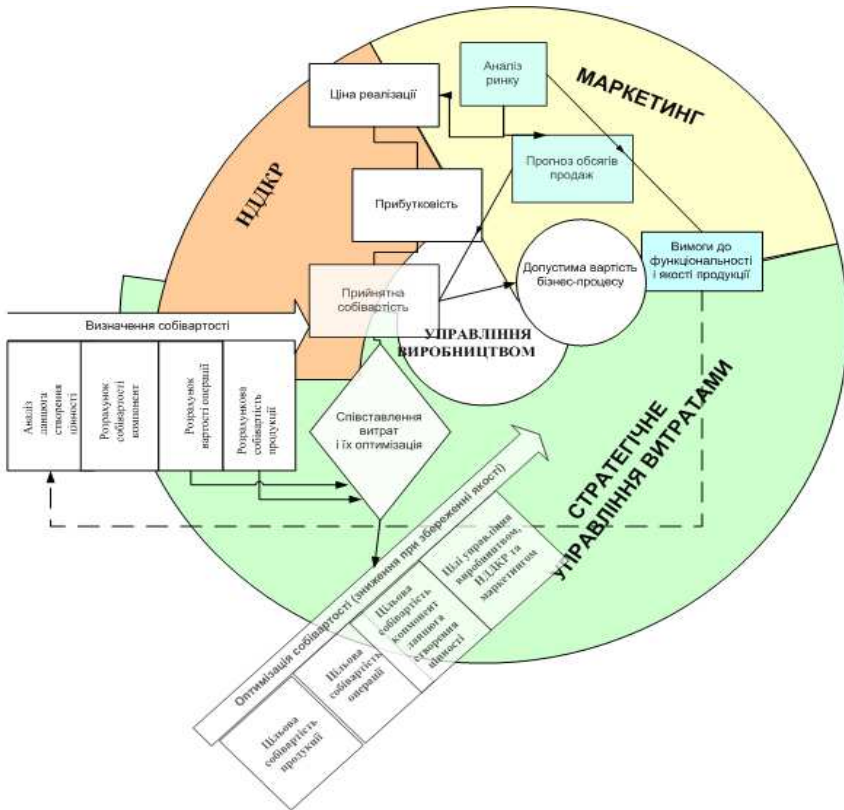 Аналіз
ринку
МАРКЕТИНГ
Ціна реалізації
Прогноз обсягів
продаж
НДДКР
Прибутковість
Вимоги до
функціональності
і якості продукції
Допустима вартість
бізнес-процесу
Прийнятна
собівартість
Визначення собівартості
УПРАВЛІННЯ
ВИРОБНИЦТВОМ
Аналіз
ланцюга
створення
цінності
Розрахунок
собівартості
компонент
Розрахунок
вартості операції
Розрахункова
собівартість
продукції
Співставлення
витрат
і їх оптимізація
СТРАТЕГІЧНЕ
УПРАВЛІННЯ ВИТРАТАМИ
Оптимізація собівартості (зниження при збереженні якості)
Цілі управління
виробництвом,
НДДКР та
маркетингом
Цільова
собівартість
компонент
ланцюга
створення
цінності
Цільова
собівартість
операції
Цільова
собівартість
продукції